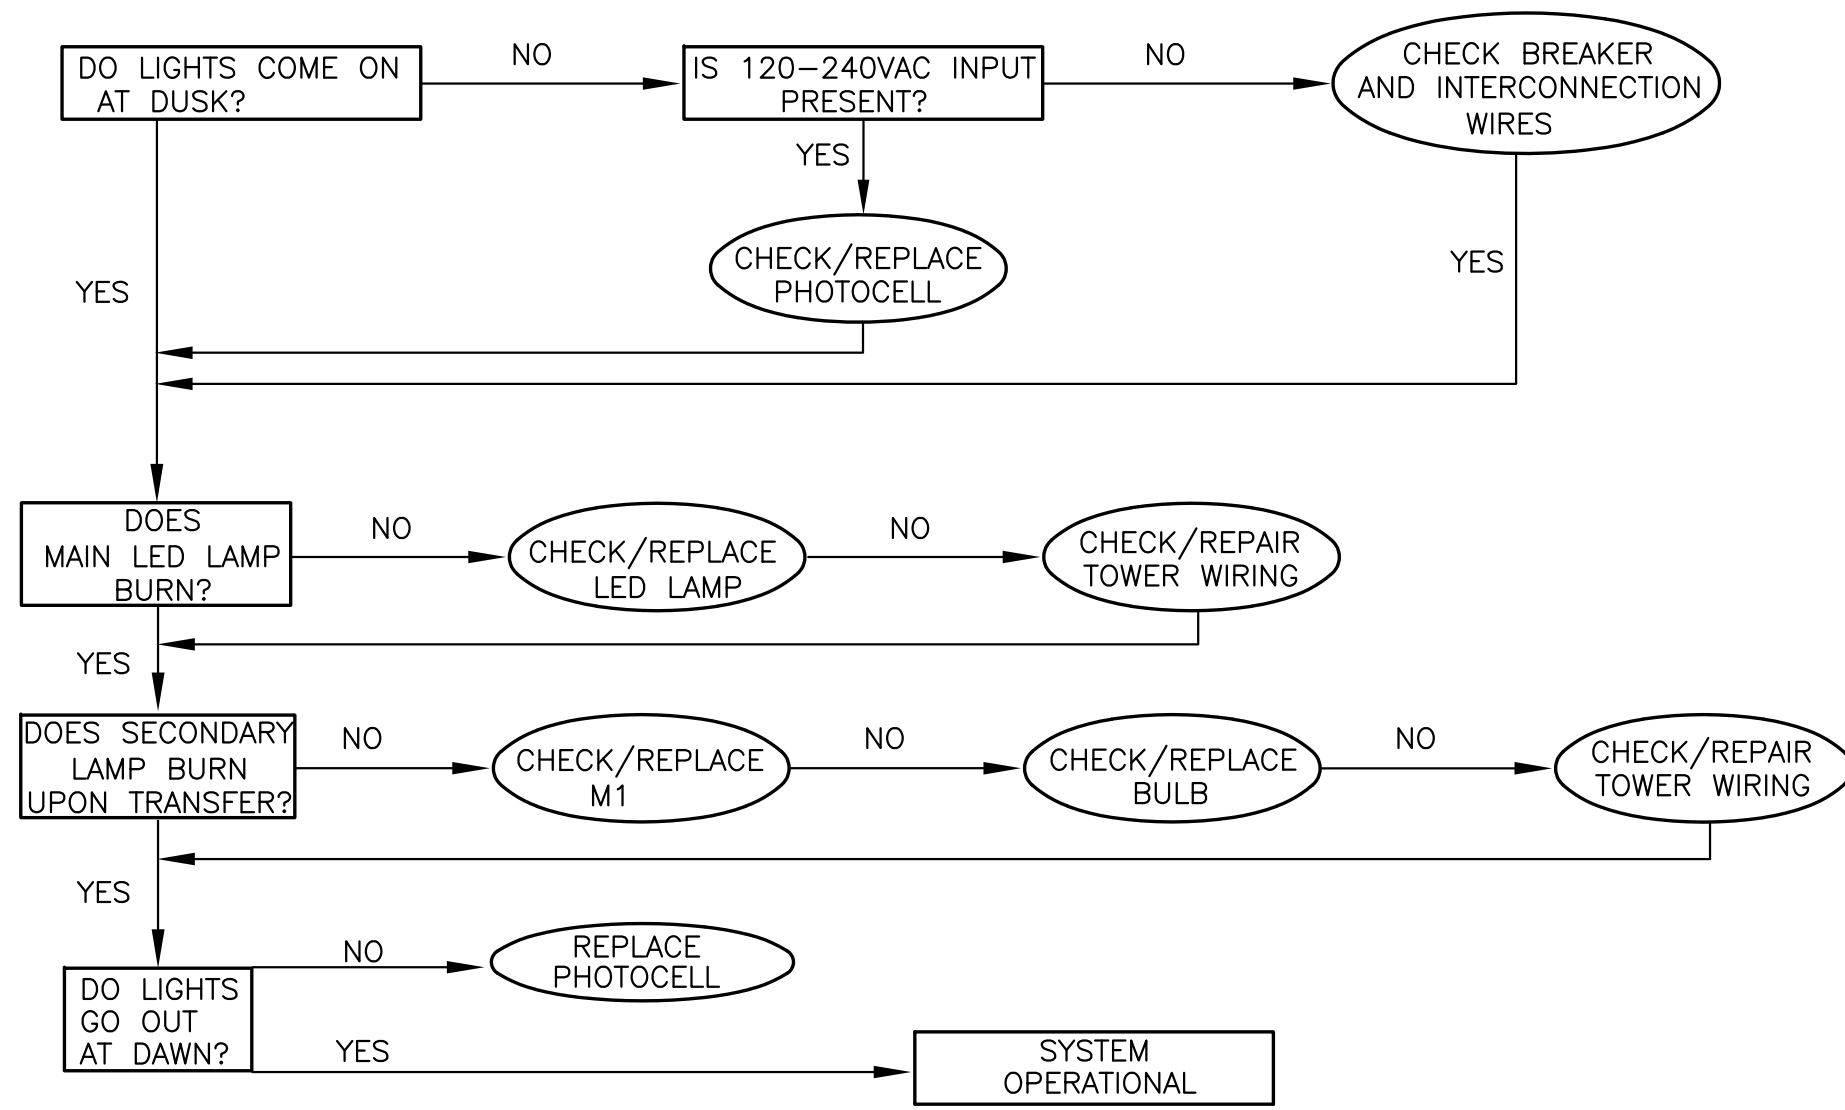 DO LIGHTS COME ON
AT DUSK?
NO
IS 120-240VAC INPUT
PRESENT?
NO
CHECK BREAKER
AND INTERCONNECTION
WIRES
YES
CHECK/REPLACE
PHOTOCELL
YES
YES
DOES
MAIN LED LAMP
BURN?
NO
CHECK/REPLACE
LED LAMP
NO
CHECK/REPAIR
TOWER WIRING
YES
DOES SECONDARY
LAMP BURN
UPON TRANSFER?
NO
CHECK/REPLACE
M1
NO
CHECK/REPLACE
BULB
NO
CHECK/REPAIR
TOWER WIRING
YES
DO LIGHTS
GO OUT
AT DAWN?
NO
REPLACE
PHOTOCELL
YES
SYSTEM
OPERATIONAL